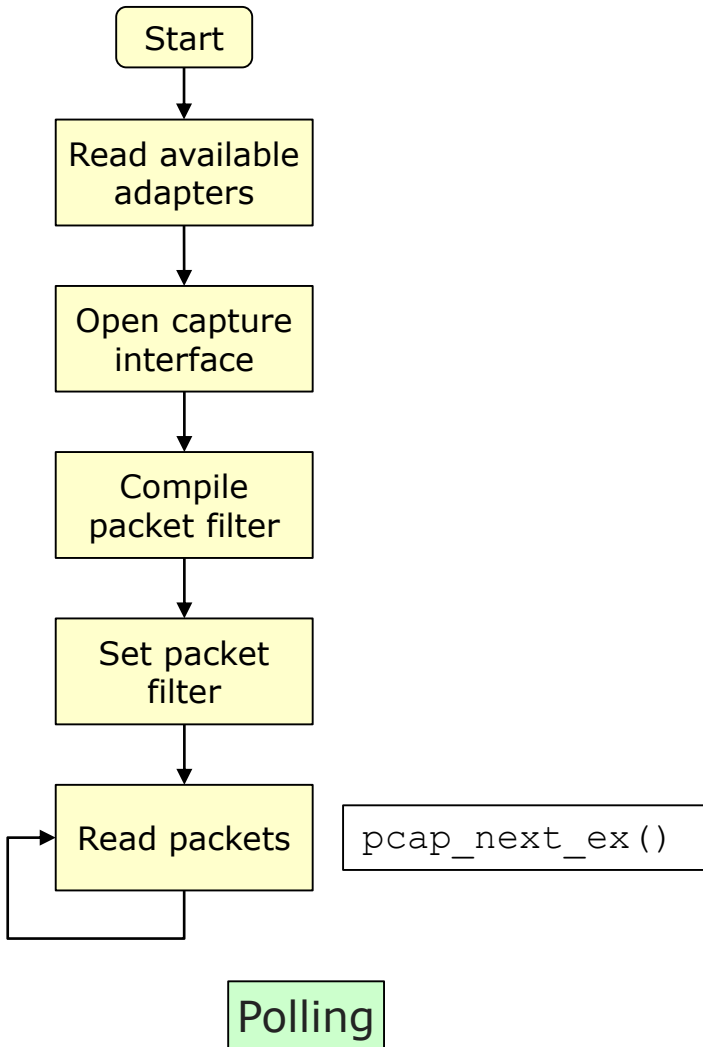 Start
Read available
adapters
Open capture
interface
Compile
packet filter
Set packet
filter
Read packets
pcap_next_ex()
Polling